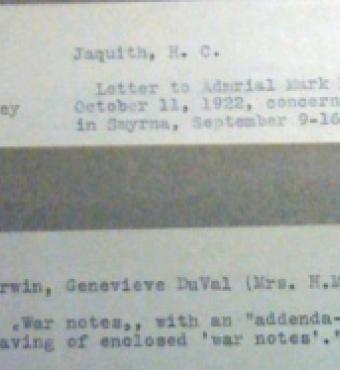 Jaquith, H. C.
Letter to Admrial Mark
ey October 11, 1922, concern
in Smyrna, September 9-16
rwin, Genevieve DuVal (Mrs. H.M
.War notes,, with an "addenda-
aving of enclosed 'war notes'."